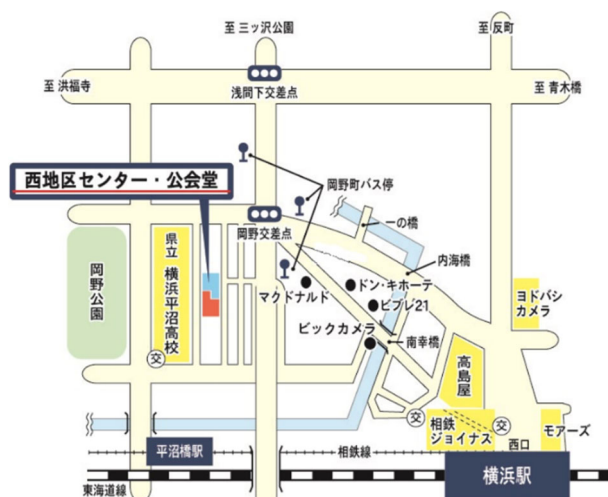 至 三ッ沢公園
至 反町
至 洪福寺
浅間下交差点
至 青木橋
岡野町バス停
西地区センター・公会堂
一の橋
岡野交差点
内海橋
岡野公園
県立 横浜平沼高校
マクドナルド
ドン・キホーテ
ビブレ21
ヨドバシ
カメラ
ビックカメラ
南幸橋
交
高島屋
交
相鉄
ジョイナス
交
西口
モアーズ
平沼橋駅
相鉄線
横浜駅
東海道線